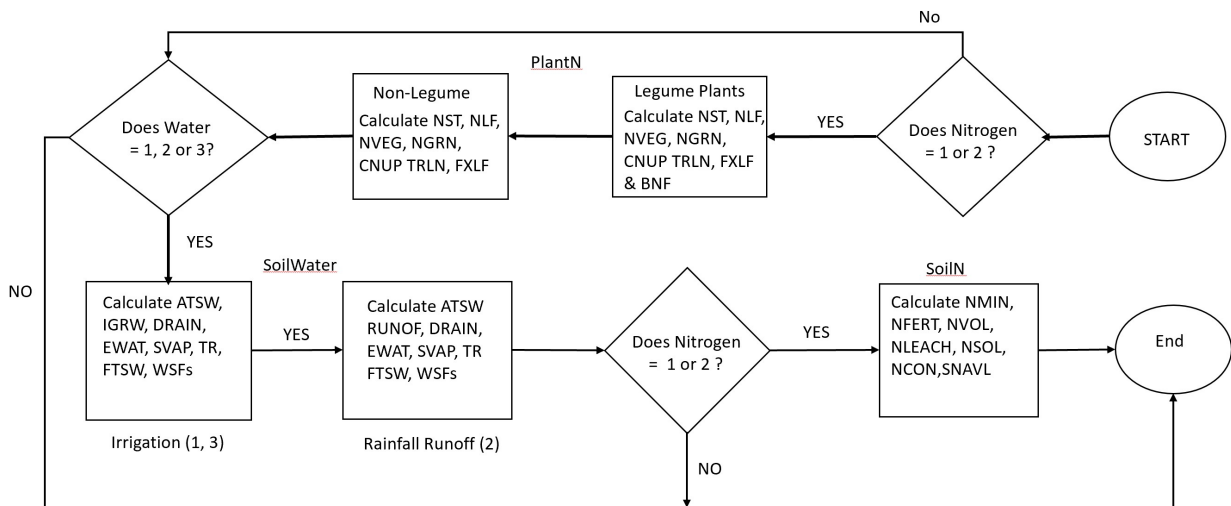 No
PlantN
Does Water
= 1, 2 or 3?
Non-Legume
Calculate NST, NLF,
NVEG, NGRN,
CNUP TRLN, FXLF
Legume Plants
Calculate NST, NLF,
NVEG, NGRN,
CNUP TRLN, FXLF
& BNF
YES
Does Nitrogen
= 1 or 2 ?
START
YES
NO
SoilWater
Calculate ATSW,
IGRW, DRAIN,
EWAT, SVAP, TR,
FTSW, WSFs
Irrigation (1, 3)
YES
Calculate ATSW
RUNOF, DRAIN,
EWAT, SVAP, TR
FTSW, WSFs
Rainfall Runoff (2)
Does Nitrogen
= 1 or 2 ?
YES
NO
SoilN
Calculate NMIN,
NFERT, NVOL,
NLEACH, NSOL,
NCON,SNAVL
End